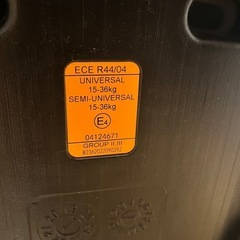 ECE R44/04
UNIVERSAL
15-36kg
SEMI-UNIVERSAL
15-36kg
E4
04124671
GROUP II,III